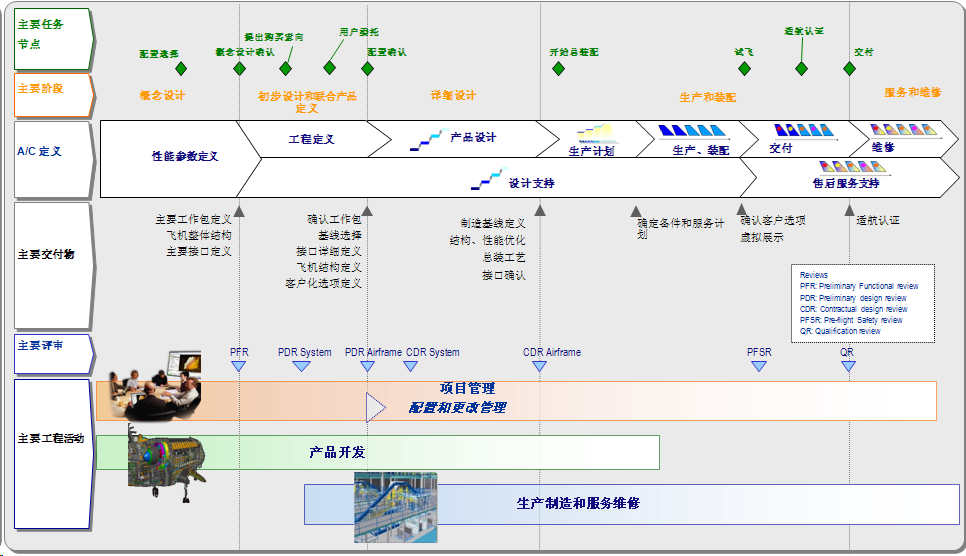 主要任务
节点
配置选择
概念设计确认
提出购买意向
用户委托
配置确认
开始总装配
试飞
适航认证
交付
主要阶段
概念设计
初步设计和联合产品
定义
详细设计
生产和装配
服务和维修
A/C 定义
性能参数定义
工程定义
产品设计
生产计划
生产、装配
交付
维修
设计支持
售后服务支持
主要交付物
主要工作包定义
飞机整体结构
主要接口定义
确认工作包
基线选择
接口详细定义
飞机结构定义
客户化选项定义
制造基线定义
结构、性能优化
总装工艺
接口确认
确定备件和服务计
划
确认客户选项
虚拟展示
适航认证
Reviews
PFR: Preliminary Functional review
PDR: Preliminary design review
CDR: Contractual design review
PFSR: Pre-flight Safety review
QR: Qualification review
主要评审
PFR
PDR System
PDR Airframe
CDR System
CDR Airframe
PFSR
QR
主要工程活动
项目管理
配置和更改管理
产品开发
生产制造和服务维修